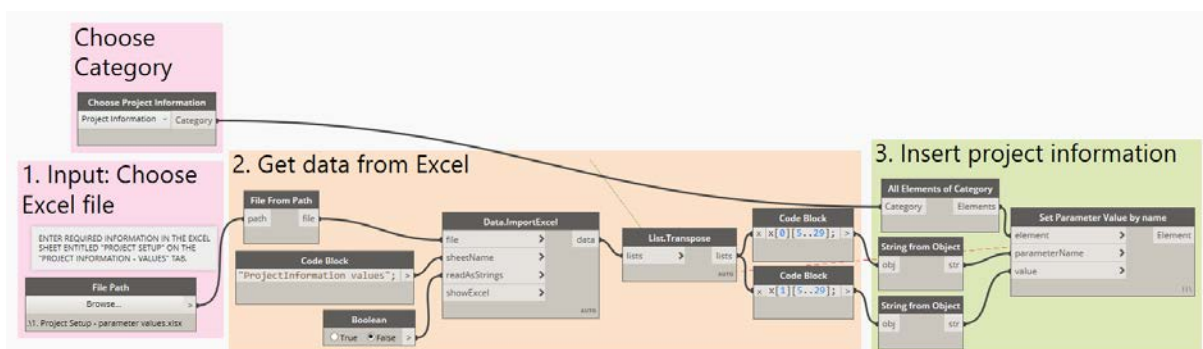 Choose
Category
Choose Project Information
Project Information Category
1. Input: Choose
Excel file
ENTER REQUIRED INFORMATION IN THE EXCEL
SHEET ENTITLED "PROJECT SETUP" ON THE
"PROJECT INFORMATION - VALUES" TAB.
File Path
Browse... >
.\1. Project Setup - parameter values.xlsx
2. Get data from Excel
File From Path
path file
Code Block
"ProjectInformation values"; >
Boolean
True False >
Data.ImportExcel
file > data
sheetName >
readAsStrings >
showExcel >
AUTO
List.Transpose
lists > lists
AUTO
Code Block
x x[0][5..29]; >
Code Block
x x[1][5..29]; >
3. Insert project information
All Elements of Category
Category Elements
String from Object
obj str
String from Object
obj str
Set Parameter Value by name
element > Element
parameterName >
value >